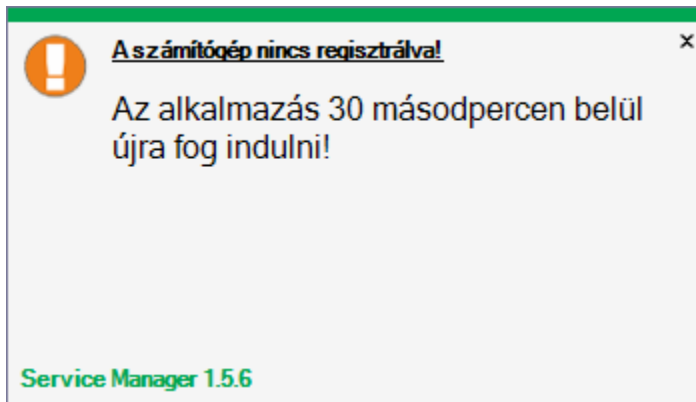 A számítógép nincs regisztrálva!
Az alkalmazás 30 másodpercen belül
újra fog indulni!
Service Manager 1.5.6